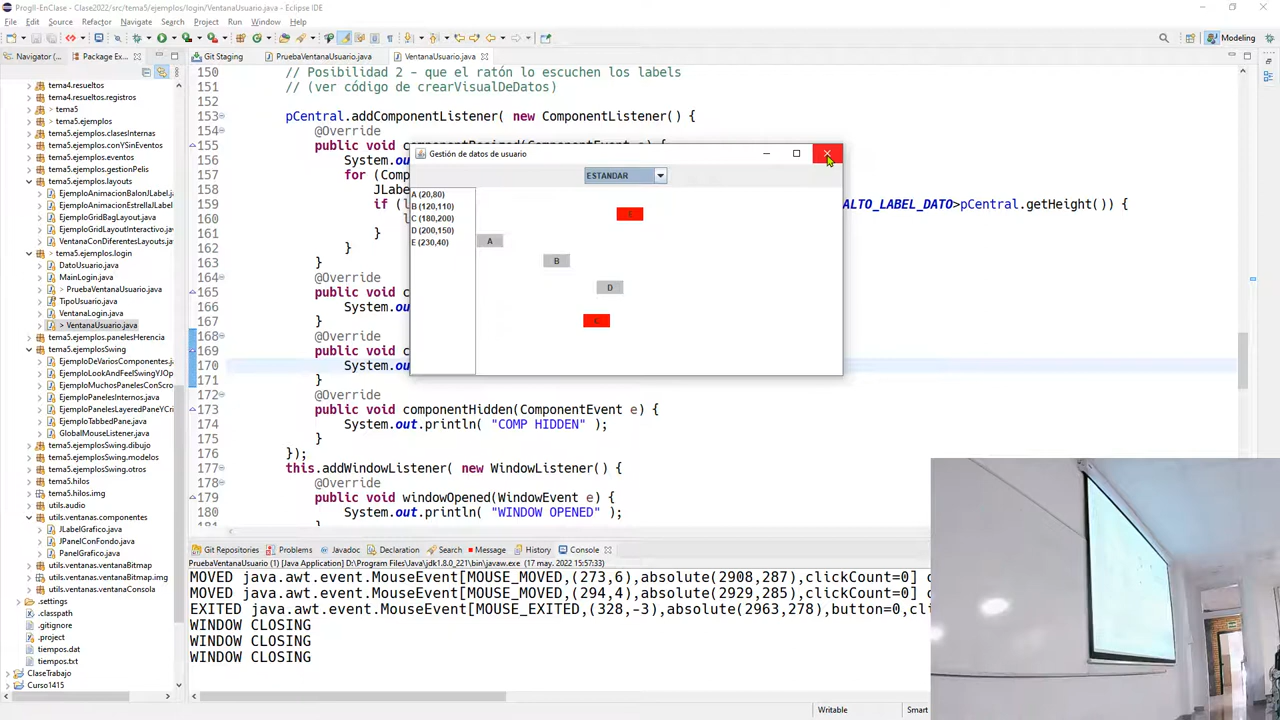 ProgII-EnClase - Clase2022/src/tema5/ejemplos/login/VentanaUsuario.java - Eclipse IDE
File Edit Source Refactor Navigate Search Project Run Window Help
Modeling
Navigator (...
Package Ex...
Git Staging
PruebaVentanaUsuario.java
VentanaUsuario.java
tema4.resueltos
tema4.resueltos.registros
> tema5
> tema5.ejemplos
tema5.ejemplos.clasesInternas
tema5.ejemplos.conYSinEventos
tema5.ejemplos.eventos
tema5.ejemplos.gestionPelis
tema5.ejemplos.layouts
EjemploAnimacionBalonJLabel.j
EjemploAnimacionEstrellaJLabel
EjemploGridBagLayout.java
EjemploGridLayoutInteractivo.j
VentanaConDiferentesLayouts.j
> tema5.ejemplos.login
DatoUsuario.java
MainLogin.java
> PruebaVentanaUsuario.java
TipoUsuario.java
VentanaLogin.java
> VentanaUsuario.java
tema5.ejemplos.panelesHerencia
tema5.ejemplosSwing
EjemploDeVariosComponentes.j
EjemploLookAndFeelSwingYJOp
EjemploMuchosPanelesConScro
EjemploPanelesInternos.java
EjemploPanelesLayeredPaneYCri
EjemploTabbedPane.java
GlobalMouseListener.java
tema5.ejemplosSwing.dibujo
tema5.ejemplosSwing.modelos
tema5.ejemplosSwing.otros
tema5.hilos
tema5.hilos.img
utils.audio
utils.ventanas.componentes
JLabelGrafico.java
JPanelConFondo.java
PanelGrafico.java
utils.ventanas.ventanaBitmap
utils.ventanas.ventanaBitmap.img
utils.ventanas.ventanaConsola
.settings
.classpath
.gitignore
.project
tiempos.dat
tiempos.txt
ClaseTrabajo
Curso1415
150 // Posibilidad 2 - que el ratón lo escuchen los labels
151 // (ver código de crearVisualDeDatos)
152
153 pCentral.addComponentListener( new ComponentListener() {
154 @Override
155 public void componentResized(ComponentEvent e) {
156 System.ou
157 for (Comp
158 JLabe
159 if (l ALTO_LABEL_DATO>pCentral.getHeight()) {
160 l
161 }
162 }
163 }
164 @Override
165 public void c
166 System.ou
167 }
168 @Override
169 public void c
170 System.ou
171 }
172 @Override
173 public void componentHidden(ComponentEvent e) {
174 System.out.println( "COMP HIDDEN" );
175 }
176 });
177 this.addWindowListener( new WindowListener() {
178 @Override
179 public void windowOpened(WindowEvent e) {
180 System.out.println( "WINDOW OPENED" );
181 }
Gestión de datos de usuario
ESTANDAR
A (20,80)
B (120,110)
C (180,200)
D (200,150)
E (230,40)
A
B
D
Git Repositories Problems Javadoc Declaration Search Message History Console
PruebaVentanaUsuario (1) [Java Application] D:\Program Files\Java\jdk1.8.0_221\bin\javaw.exe (17 may. 2022 15:57:33)
MOVED java.awt.event.MouseEvent[MOUSE_MOVED,(273,6),absolute(2908,287),clickCount=0] o
MOVED java.awt.event.MouseEvent[MOUSE_MOVED,(294,4),absolute(2929,285),clickCount=0] o
EXITED java.awt.event.MouseEvent[MOUSE_EXITED,(328,-3),absolute(2963,278),button=0,cli
WINDOW CLOSING
WINDOW CLOSING
WINDOW CLOSING
Writable
Smart